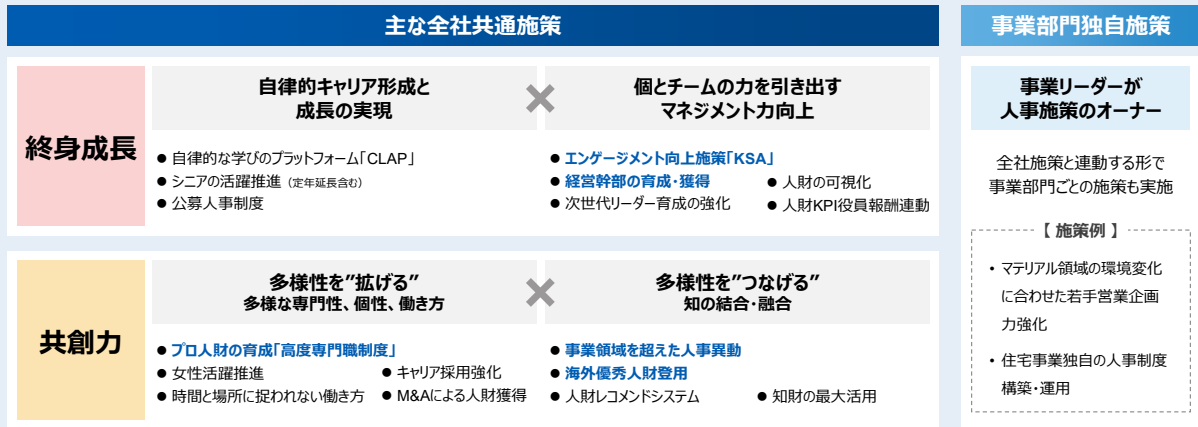 主な全社共通施策
事業部門独自施策
終身成長
自律的キャリア形成と
成長の実現
×
個とチームの力を引き出す
マネジメント力向上
● 自律的な学びのプラットフォーム「CLAP」
● シニアの活躍推進（定年延長含む）
● 公募人事制度
● エンゲージメント向上施策「KSA」
● 経営幹部の育成・獲得
● 人財の可視化
● 次世代リーダー育成の強化
● 人財KPI役員報酬連動
共創力
多様性を”拡げる”
多様な専門性、個性、働き方
×
多様性を”つなげる”
知の結合・融合
● プロ人財の育成「高度専門職制度」
● 女性活躍推進
● キャリア採用強化
● 時間と場所に捉われない働き方
● M&Aによる人財獲得
● 事業領域を超えた人事異動
● 海外優秀人財登用
● 人財レコメンドシステム
● 知財の最大活用
事業リーダーが
人事施策のオーナー
全社施策と連動する形で
事業部門ごとの施策も実施
【 施策例 】
• マテリアル領域の環境変化
に合わせた若手営業企画
力強化
• 住宅事業独自の人事制度
構築・運用